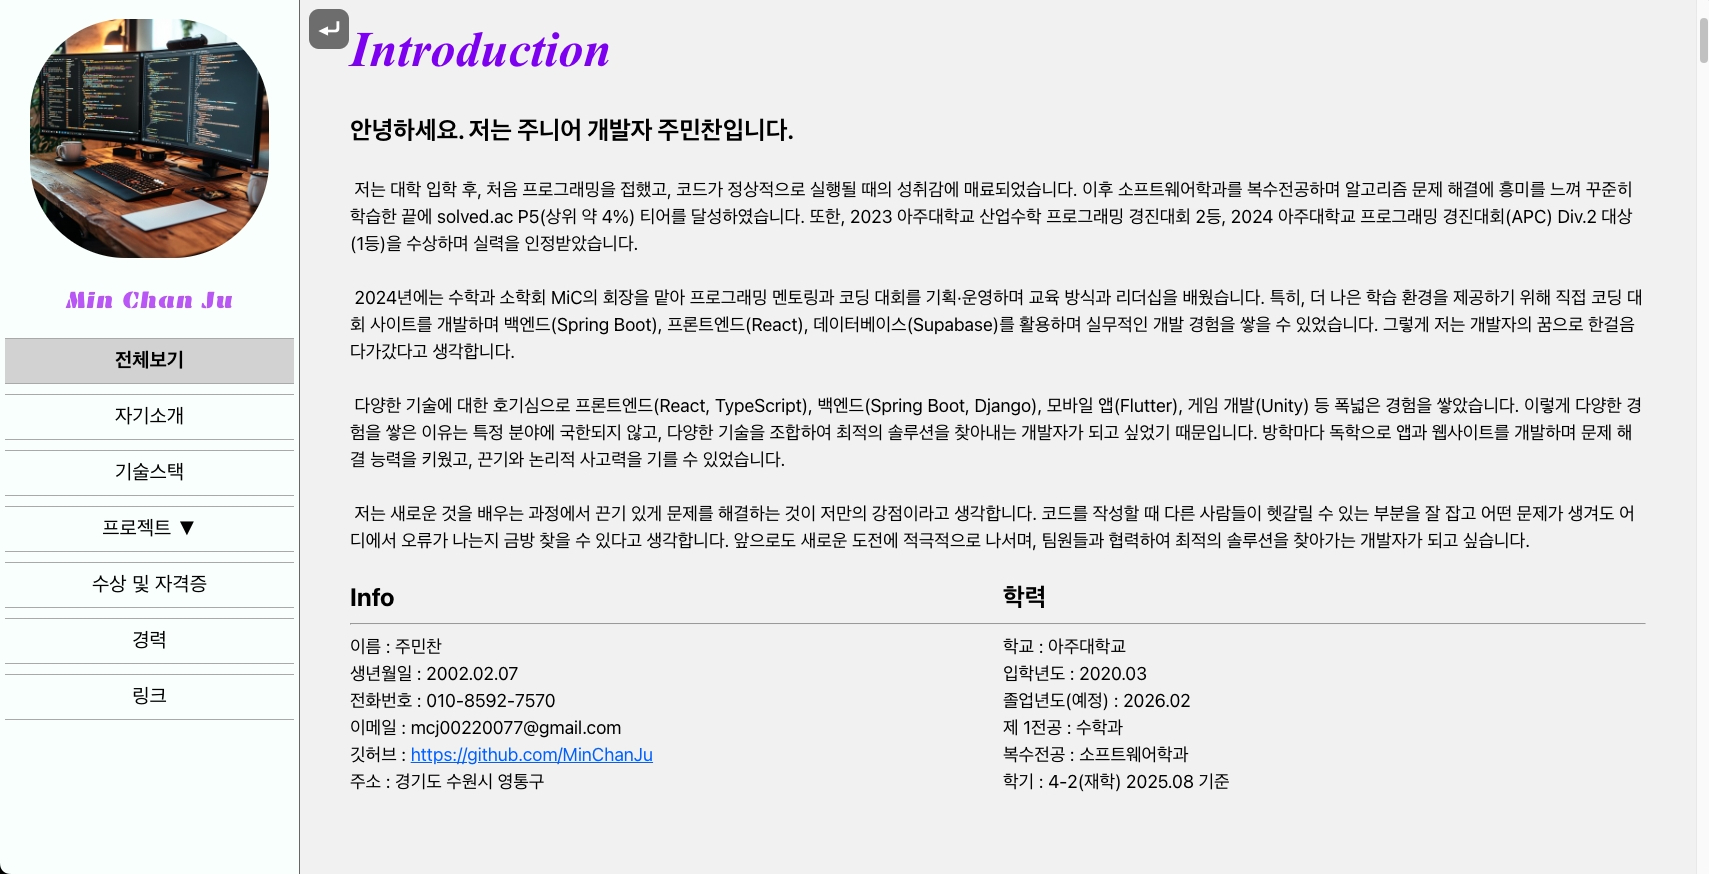 Min Chan Ju
전체보기
자기소개
기술스택
프로젝트 ▼
수상 및 자격증
경력
링크
Introduction
안녕하세요. 저는 주니어 개발자 주민찬입니다.
저는 대학 입학 후, 처음 프로그래밍을 접했고, 코드가 정상적으로 실행될 때의 성취감에 매료되었습니다. 이후 소프트웨어학과를 복수전공하며 알고리즘 문제 해결에 흥미를 느껴 꾸준히
학습한 끝에 solved.ac P5(상위 약 4%) 티어를 달성하였습니다. 또한, 2023 아주대학교 산업수학 프로그래밍 경진대회 2등, 2024 아주대학교 프로그래밍 경진대회(APC) Div.2 대상
(1등)을 수상하며 실력을 인정받았습니다.
2024년에는 수학과 소학회 MiC의 회장을 맡아 프로그래밍 멘토링과 코딩 대회를 기획·운영하며 교육 방식과 리더십을 배웠습니다. 특히, 더 나은 학습 환경을 제공하기 위해 직접 코딩 대
회 사이트를 개발하며 백엔드(Spring Boot), 프론트엔드(React), 데이터베이스(Supabase)를 활용하며 실무적인 개발 경험을 쌓을 수 있었습니다. 그렇게 저는 개발자의 꿈으로 한걸음
다가갔다고 생각합니다.
다양한 기술에 대한 호기심으로 프론트엔드(React, TypeScript), 백엔드(Spring Boot, Django), 모바일 앱(Flutter), 게임 개발(Unity) 등 폭넓은 경험을 쌓았습니다. 이렇게 다양한 경
험을 쌓은 이유는 특정 분야에 국한되지 않고, 다양한 기술을 조합하여 최적의 솔루션을 찾아내는 개발자가 되고 싶었기 때문입니다. 방학마다 독학으로 앱과 웹사이트를 개발하며 문제 해
결 능력을 키웠고, 끈기와 논리적 사고력을 기를 수 있었습니다.
저는 새로운 것을 배우는 과정에서 끈기 있게 문제를 해결하는 것이 저만의 강점이라고 생각합니다. 코드를 작성할 때 다른 사람들이 헷갈릴 수 있는 부분을 잘 잡고 어떤 문제가 생겨도 어
디에서 오류가 나는지 금방 찾을 수 있다고 생각합니다. 앞으로도 새로운 도전에 적극적으로 나서며, 팀원들과 협력하여 최적의 솔루션을 찾아가는 개발자가 되고 싶습니다.
Info
이름 : 주민찬
생년월일 : 2002.02.07
전화번호 : 010-8592-7570
이메일 : mcj00220077@gmail.com
깃허브 : https://github.com/MinChanJu
주소 : 경기도 수원시 영통구
학력
학교 : 아주대학교
입학년도 : 2020.03
졸업년도(예정) : 2026.02
제 1전공 : 수학과
복수전공 : 소프트웨어학과
학기 : 4-2(재학) 2025.08 기준